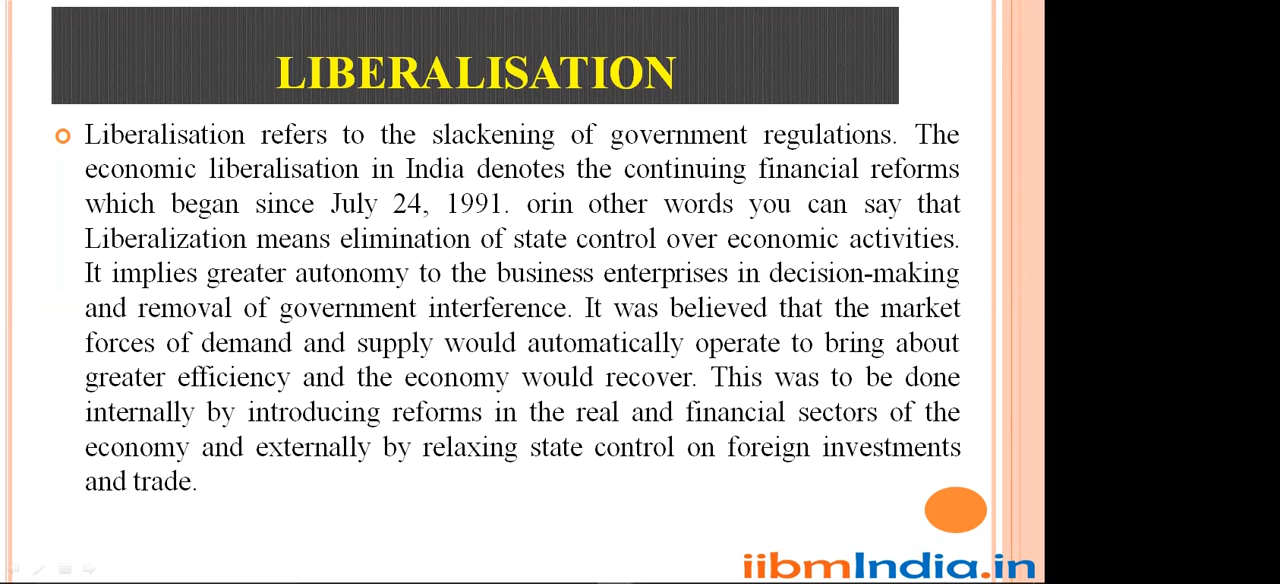 LIBERALISATION
Liberalisation refers to the slackening of government regulations. The
economic liberalisation in India denotes the continuing financial reforms
which began since July 24, 1991. orin other words you can say that
Liberalization means elimination of state control over economic activities.
It implies greater autonomy to the business enterprises in decision-making
and removal of government interference. It was believed that the market
forces of demand and supply would automatically operate to bring about
greater efficiency and the economy would recover. This was to be done
internally by introducing reforms in the real and financial sectors of the
economy and externally by relaxing state control on foreign investments
and trade.
iibmIndia.in